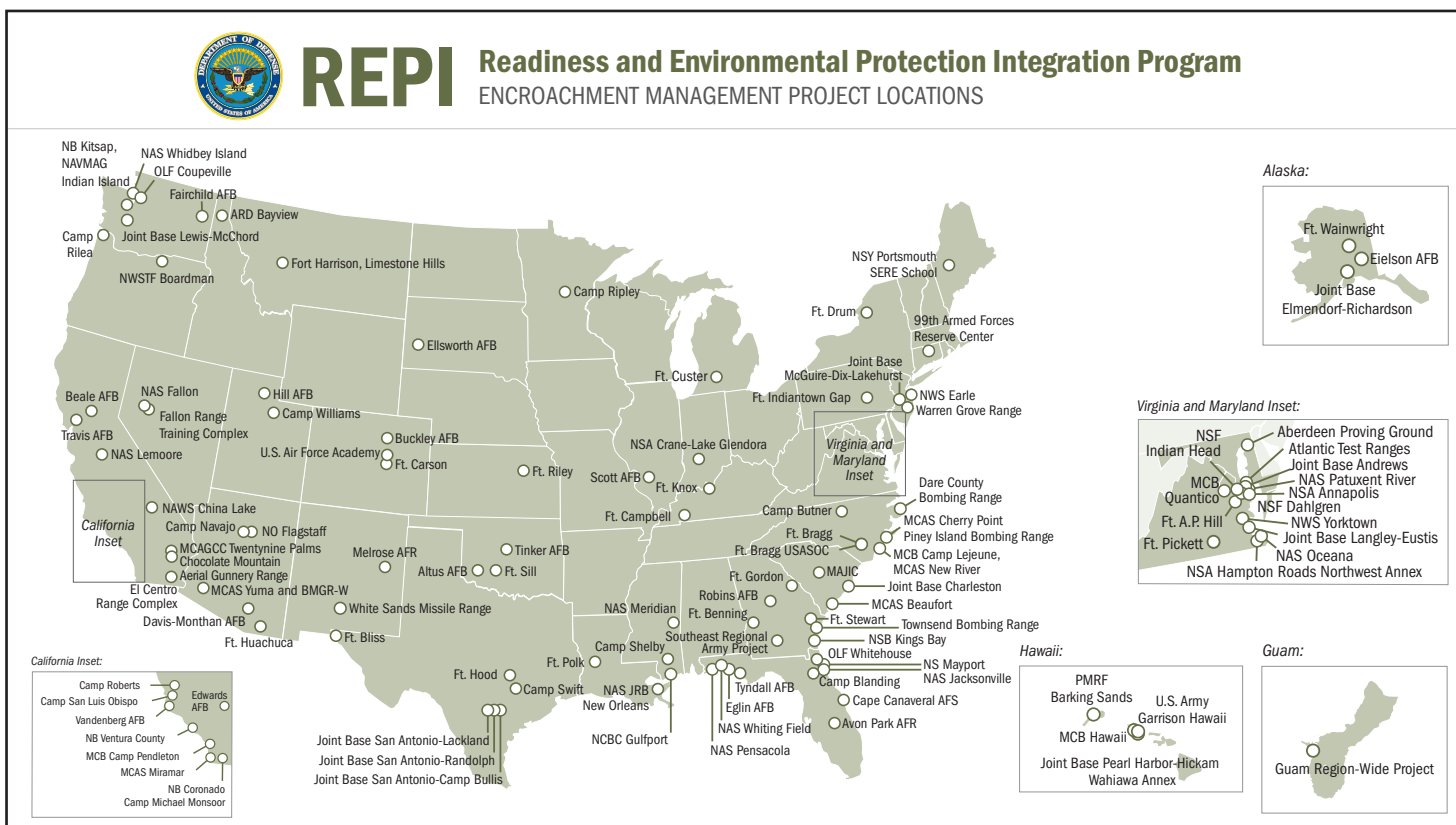 DEPARTMENT OF DEFENSE
UNITED STATES OF AMERICA
REPI
Readiness and Environmental Protection Integration Program
ENCROACHMENT MANAGEMENT PROJECT LOCATIONS
NB Kitsap,
NAVMAG
Indian Island
NAS Whidbey Island
OLF Coupeville
Fairchild AFB
ARD Bayview
Camp
Rilea
Joint Base Lewis-McChord
NWSTF Boardman
Fort Harrison, Limestone Hills
Camp Ripley
Ellsworth AFB
NSY Portsmouth
SERE School
Ft. Drum
99th Armed Forces
Reserve Center
Ft. Custer
Joint Base
McGuire-Dix-Lakehurst
Ft. Indiantown Gap
NWS Earle
Warren Grove Range
Beale AFB
Travis AFB
NAS Lemoore
NAS Fallon
Fallon Range
Training Complex
Hill AFB
Camp Williams
Buckley AFB
U.S. Air Force Academy
Ft. Carson
Ft. Riley
NSA Crane-Lake Glendora
Scott AFB
Ft. Knox
Ft. Campbell
Virginia and
Maryland
Inset
Dare County
Bombing Range
Camp Butner
MCAS Cherry Point
Piney Island Bombing Range
Ft. Bragg
Ft. Bragg USASOC
MCB Camp Lejeune,
MCAS New River
California
Inset
NAWS China Lake
Camp Navajo
NO Flagstaff
MCAGCC Twentynine Palms
Chocolate Mountain
Aerial Gunnery Range
El Centro
Range Complex
MCAS Yuma and BMGR-W
Davis-Monthan AFB
Ft. Huachuca
Melrose AFR
White Sands Missile Range
Ft. Bliss
Tinker AFB
Altus AFB
Ft. Sill
Ft. Hood
Camp Swift
Joint Base San Antonio-Lackland
Joint Base San Antonio-Randolph
Joint Base San Antonio-Camp Bullis
Ft. Polk
NAS JRB
New Orleans
NAS Meridian
Camp Shelby
NCBC Gulfport
MAJIC
Joint Base Charleston
MCAS Beaufort
Ft. Gordon
Robins AFB
Ft. Benning
Southeast Regional
Army Project
Ft. Stewart
Townsend Bombing Range
NSB Kings Bay
OLF Whitehouse
NS Mayport
NAS Jacksonville
Camp Blanding
Tyndall AFB
Eglin AFB
NAS Whiting Field
NAS Pensacola
Cape Canaveral AFS
Avon Park AFR
California Inset:
Camp Roberts
Camp San Luis Obispo
Edwards
AFB
Vandenberg AFB
NB Ventura County
MCB Camp Pendleton
MCAS Miramar
NB Coronado
Camp Michael Monsoor
Alaska:
Ft. Wainwright
Eielson AFB
Joint Base
Elmendorf-Richardson
Virginia and Maryland Inset:
NSF
Indian Head
Aberdeen Proving Ground
Atlantic Test Ranges
Joint Base Andrews
NAS Patuxent River
MCB
Quantico
NSA Annapolis
NSF Dahlgren
Ft. A.P. Hill
NWS Yorktown
Joint Base Langley-Eustis
Ft. Pickett
NAS Oceana
NSA Hampton Roads Northwest Annex
Hawaii:
PMRF
Barking Sands
U.S. Army
Garrison Hawaii
MCB Hawaii
Joint Base Pearl Harbor-Hickam
Wahiawa Annex
Guam:
Guam Region-Wide Project